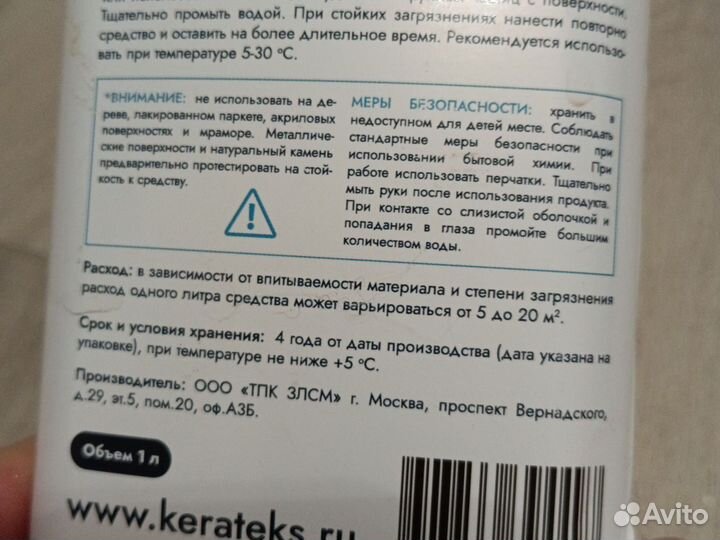 Тщательно промыть водой. При стойких загрязнениях нанести повторно
средство и оставить на более длительное время. Рекомендуется использо-
вать при температуре 5-30 °С.
*ВНИМАНИЕ: не использовать на де-
реве, лакированном паркете, акриловых
поверхностях и мраморе. Металличе-
ские поверхности и натуральный камень
предварительно протестировать на стой-
кость к средству.
МЕРЫ БЕЗОПАСНОСТИ: хранить в
недоступном для детей месте. Соблюдать
стандартные меры безопасности при
использовании бытовой химии. При
работе использовать перчатки. Тщательно
мыть руки после использования продукта.
При контакте со слизистой оболочкой и
попадания в глаза промойте большим
количеством воды.
Расход: в зависимости от впитываемости материала и степени загрязнения
расход одного литра средства может варьироваться от 5 до 20 м².
Срок и условия хранения: 4 года от даты производства (дата указана на
упаковке), при температуре не ниже +5 °С.
Производитель: ООО «ТПК ЗЛСМ» г. Москва, проспект Вернадского,
д.29, эт.5, пом.20, оф.А3Б.
Объем 1 л
www.kerateks.ru
Avito